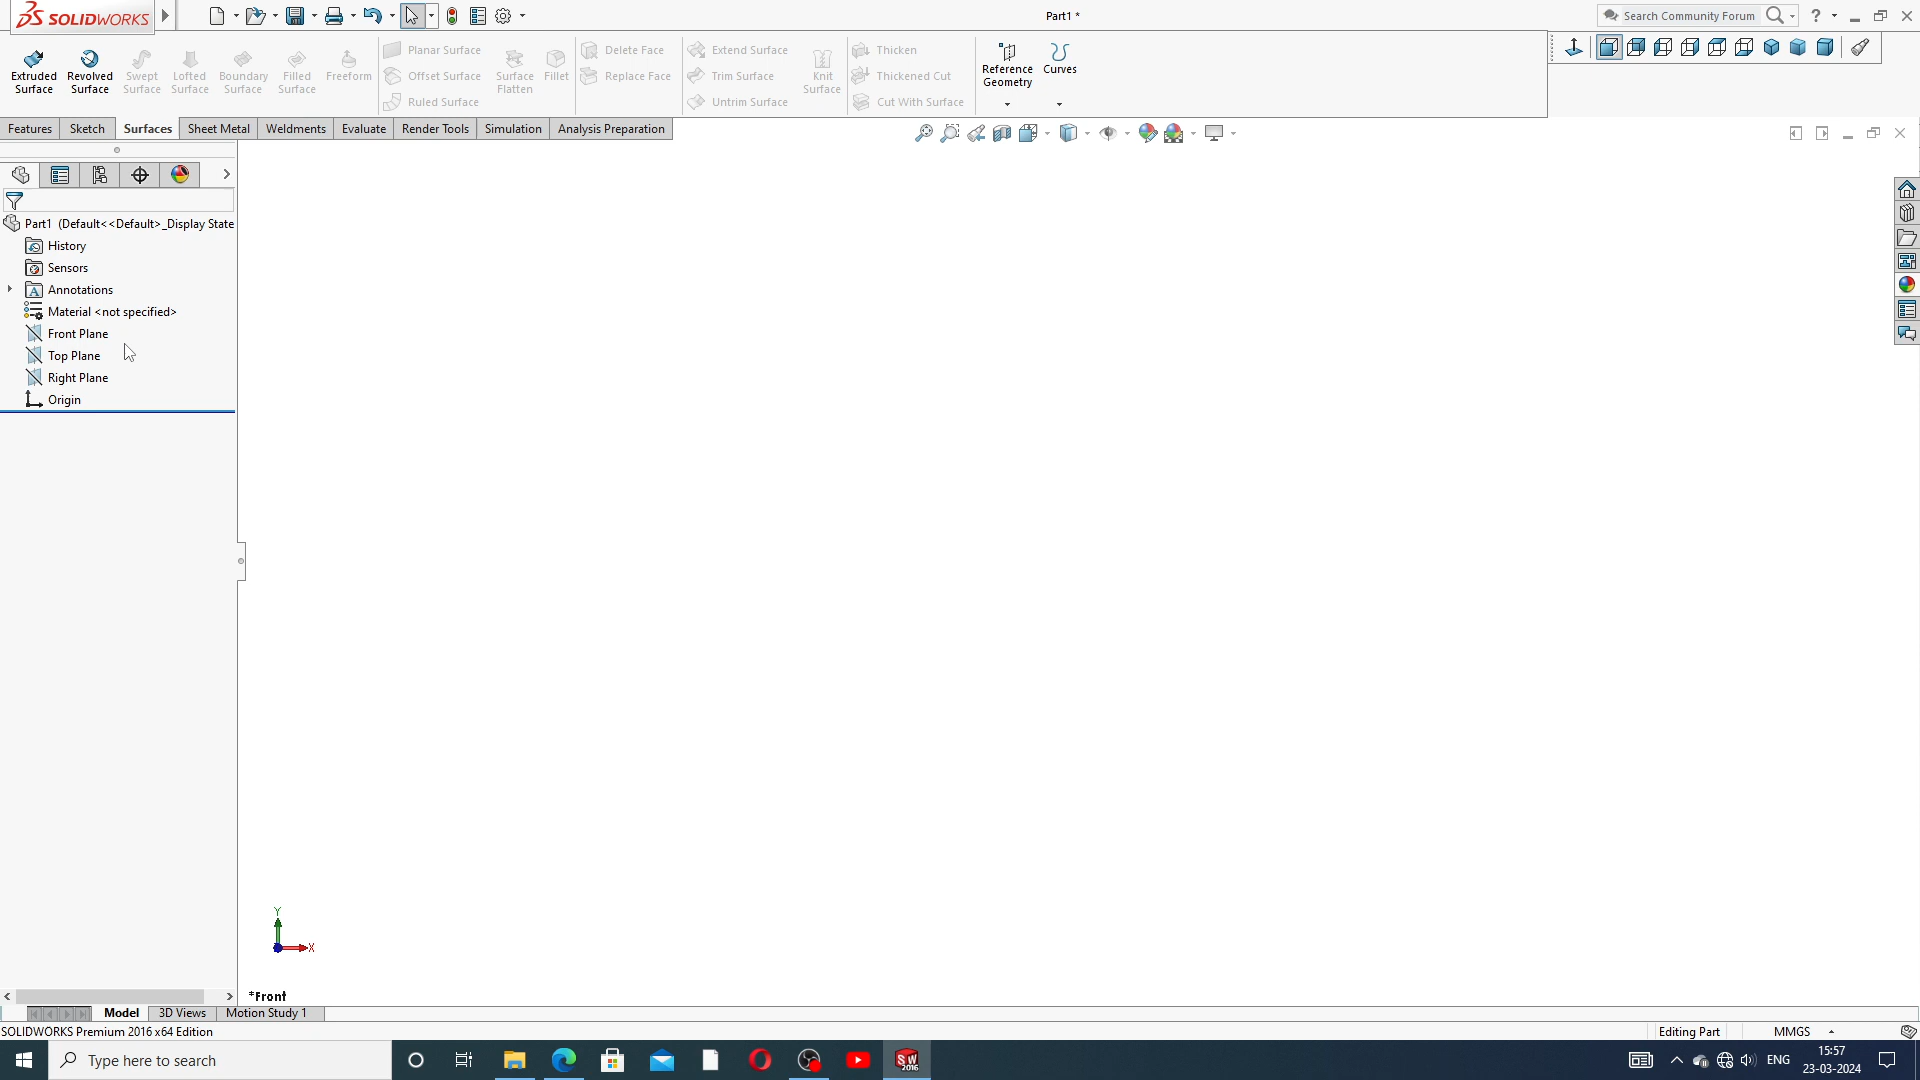 SOLIDWORKS
Part1 *
Search Community Forum
?
Extruded Surface
Revolved Surface
Swept Surface
Lofted Surface
Boundary Surface
Filled Surface
Freeform
Planar Surface
Offset Surface
Ruled Surface
Surface Flatten
Fillet
Delete Face
Replace Face
Extend Surface
Trim Surface
Untrim Surface
Knit Surface
Thicken
Thickened Cut
Cut With Surface
Reference Geometry
Curves
Features
Sketch
Surfaces
Sheet Metal
Weldments
Evaluate
Render Tools
Simulation
Analysis Preparation
Part1 (Default<<Default>_Display State
History
Sensors
A Annotations
Material <not specified>
Front Plane
Top Plane
Right Plane
Origin
Y
X
*Front
Model
3D Views
Motion Study 1
SOLIDWORKS Premium 2016 x64 Edition
Editing Part
MMGS
Type here to search
SW 2016
ENG
15:57
23-03-2024